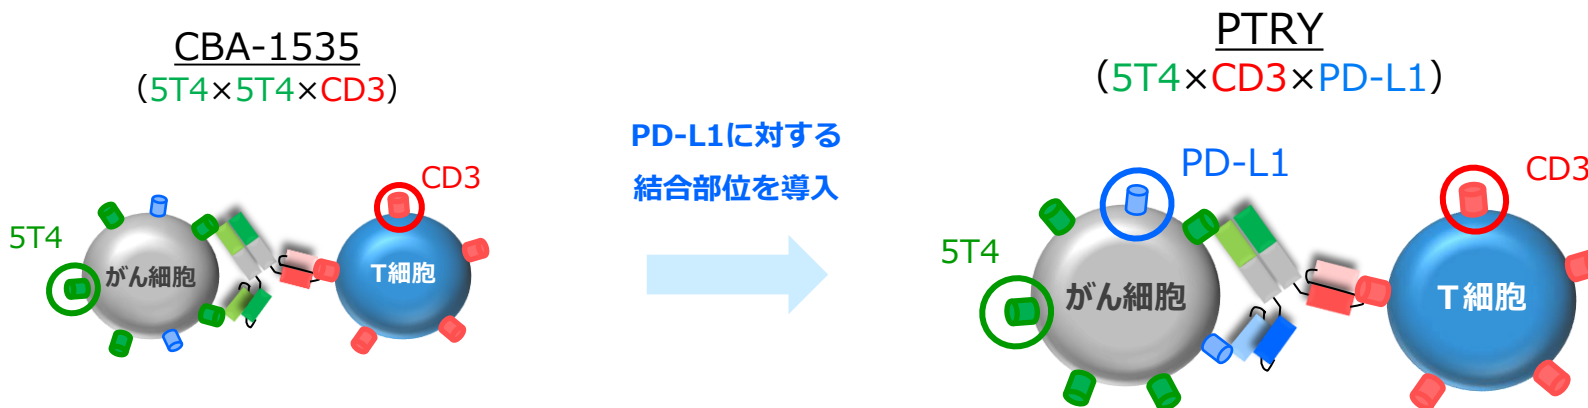 CBA-1535
（5T4×5T4×CD3）
CD3
5T4
がん細胞
T細胞
PD-L1に対する
結合部位を導入
PTRY
（5T4×CD3×PD-L1）
PD-L1
CD3
5T4
がん細胞
T細胞